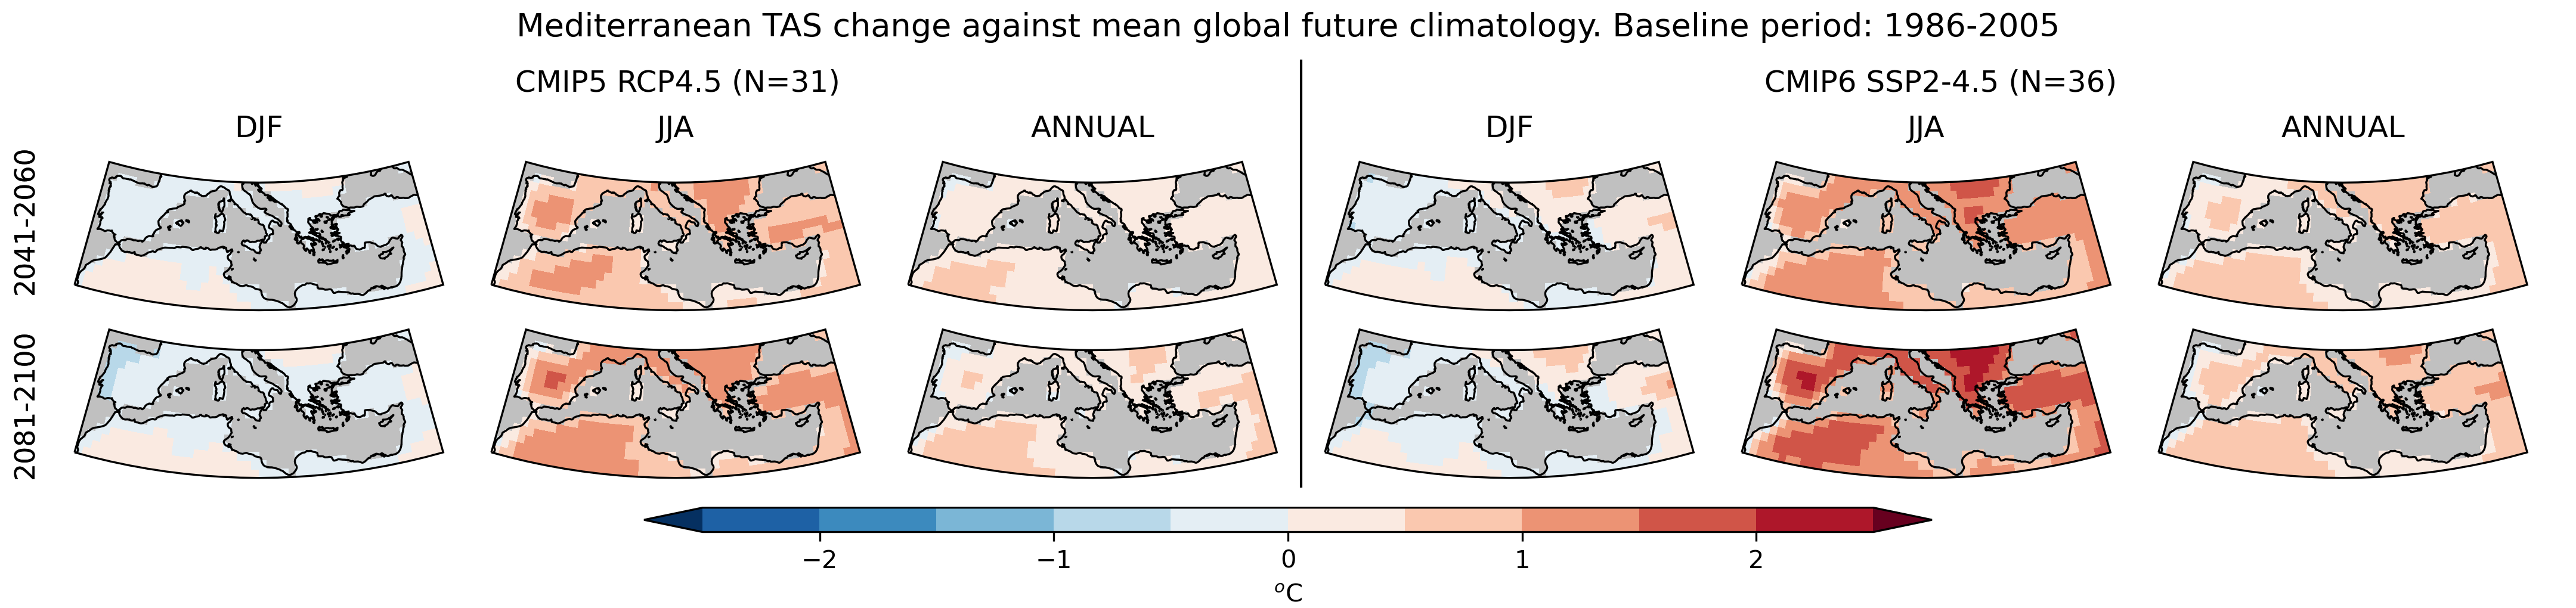 Mediterranean TAS change against mean global future climatology. Baseline period: 1986-2005
CMIP5 RCP4.5 (N=31)
CMIP6 SSP2-4.5 (N=36)
DJF
JJA
ANNUAL
DJF
JJA
ANNUAL
2041-2060
2081-2100
−2
−1
0
1
2
°C